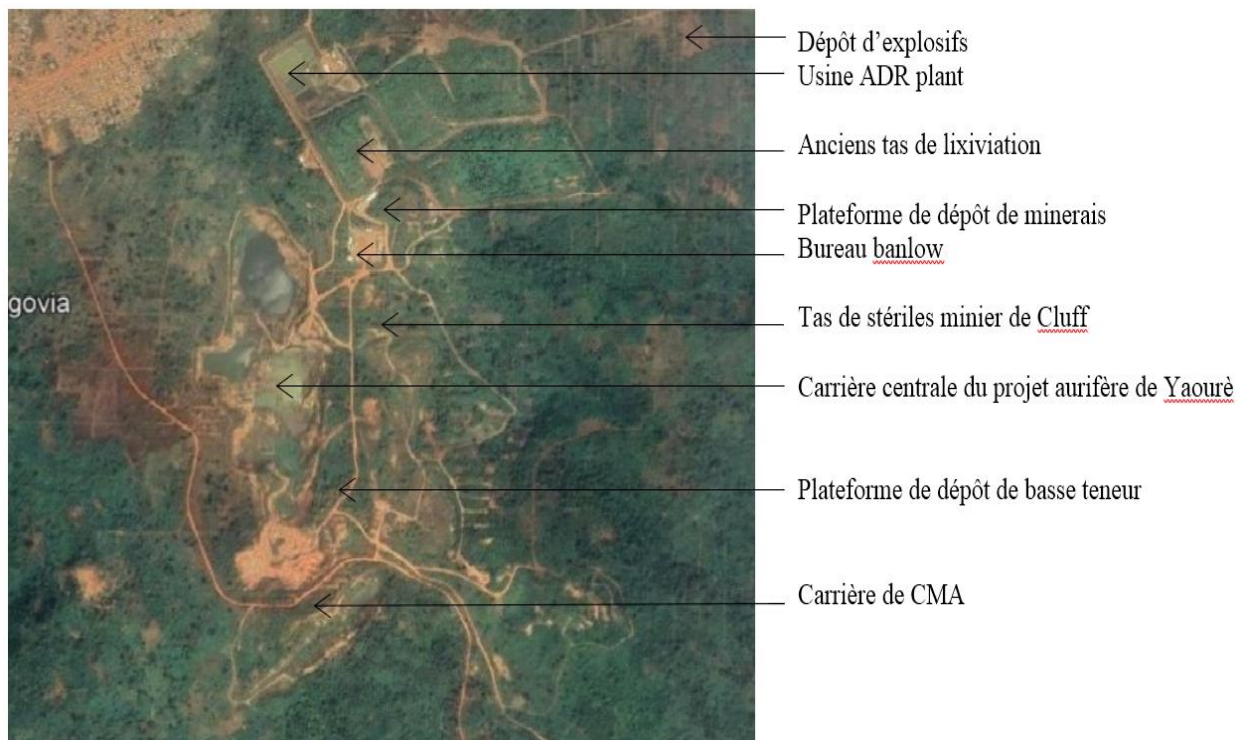 Dépôt d’explosifs
Usine ADR plant
Anciens tas de lixiviation
Plateforme de dépôt de minerais
Bureau banlow
govia
Tas de stériles minier de Cluff
Carrière centrale du projet aurifère de Yaourè
Plateforme de dépôt de basse teneur
Carrière de CMA